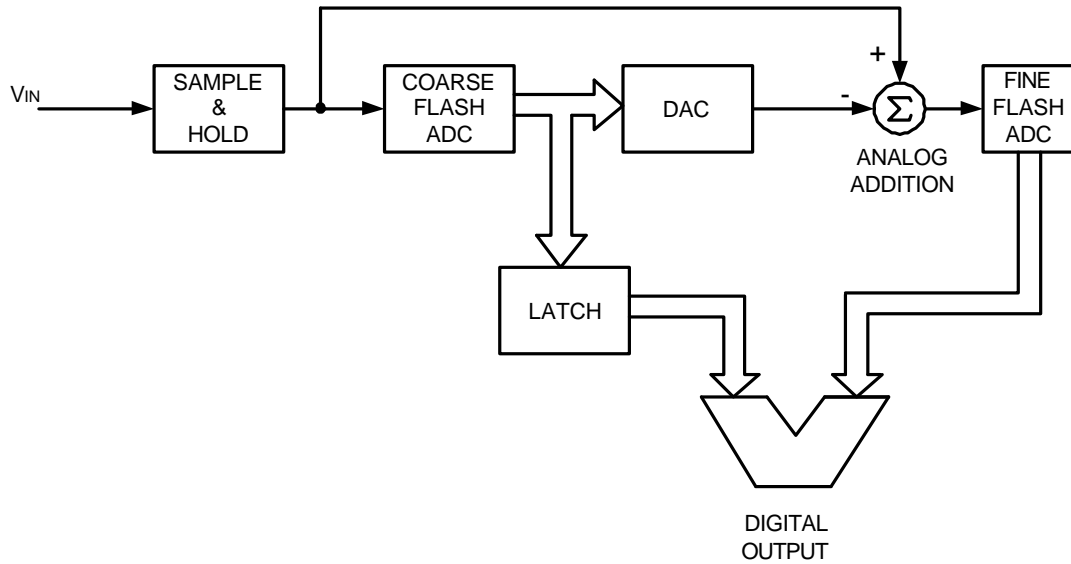 VIN
SAMPLE
&
HOLD
COARSE
FLASH
ADC
DAC
+
-
Σ
ANALOG
ADDITION
FINE
FLASH
ADC
LATCH
DIGITAL
OUTPUT